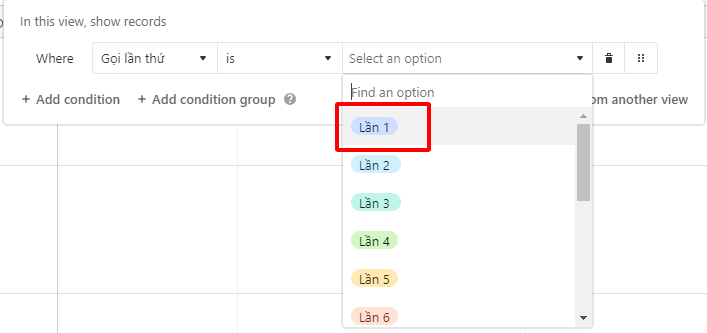 In this view, show records
Where Gọi lần thứ is Select an option
Find an option
+ Add condition + Add condition group om another view
Lần 1
Lần 2
Lần 3
Lần 4
Lần 5
Lần 6